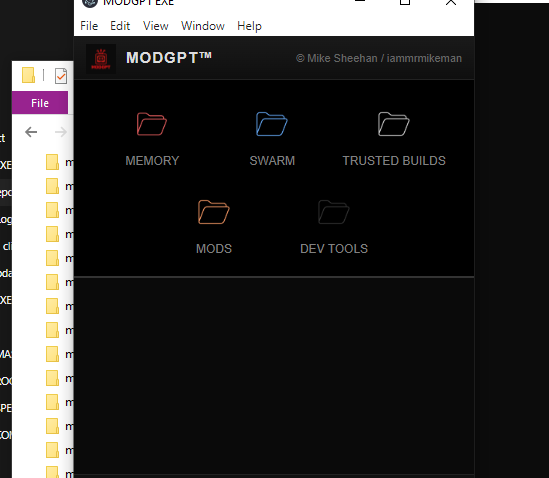 MODGPT EXE
File Edit View Window Help
MODGPT™ © Mike Sheehan / iammrmikeman
MODGPT
File
MEMORY SWARM TRUSTED BUILDS
MODS DEV TOOLS